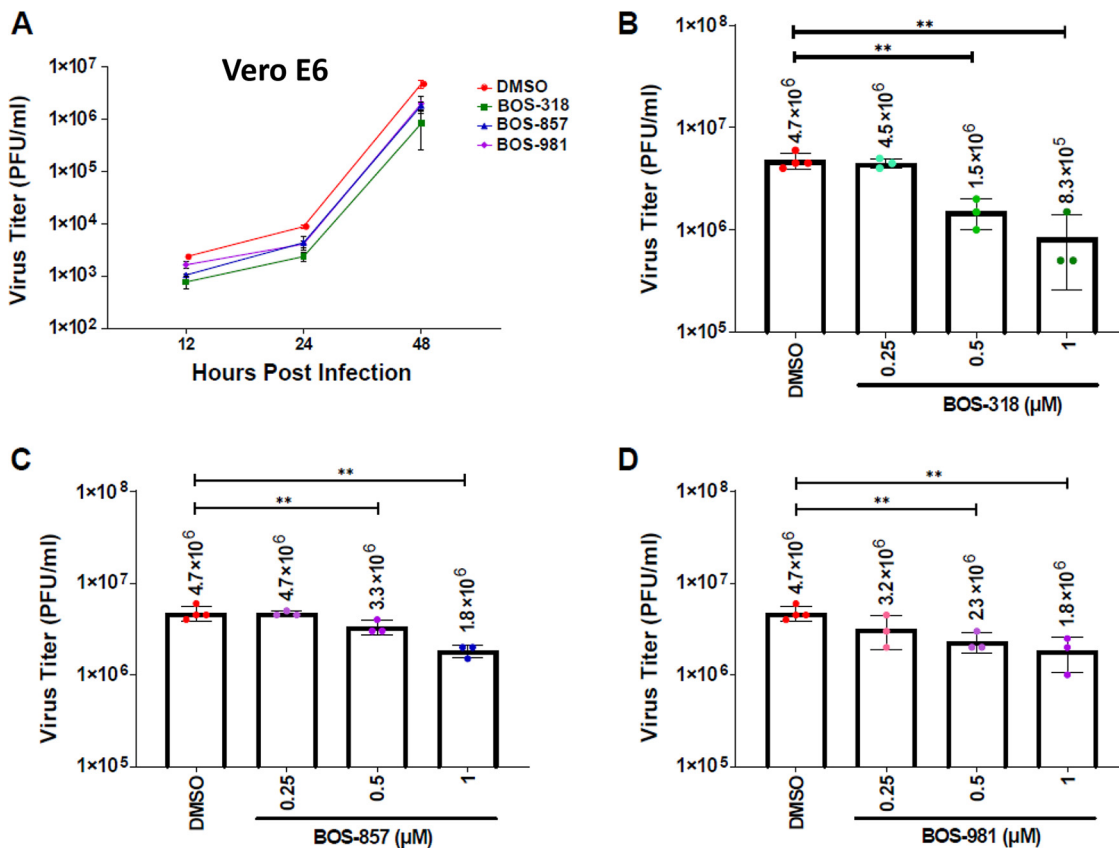 A
Vero E6
Virus Titer (PFU/ml)
1×10⁷
1×10⁶
1×10⁵
1×10⁴
1×10³
1×10²
12
24
48
Hours Post Infection
DMSO
BOS-318
BOS-857
BOS-981
B
**
**
Virus Titer (PFU/ml)
1×10⁸
1×10⁷
1×10⁶
1×10⁵
4.7×10⁶
4.5×10⁶
1.5×10⁶
8.3×10⁵
DMSO
0.25
0.5
1
BOS-318 (µM)
C
**
**
Virus Titer (PFU/ml)
1×10⁸
1×10⁷
1×10⁶
1×10⁵
4.7×10⁶
4.7×10⁶
3.3×10⁶
1.8×10⁶
DMSO
0.25
0.5
1
BOS-857 (µM)
D
**
**
Virus Titer (PFU/ml)
1×10⁸
1×10⁷
1×10⁶
1×10⁵
4.7×10⁶
3.2×10⁶
2.3×10⁶
1.8×10⁶
DMSO
0.25
0.5
1
BOS-981 (µM)